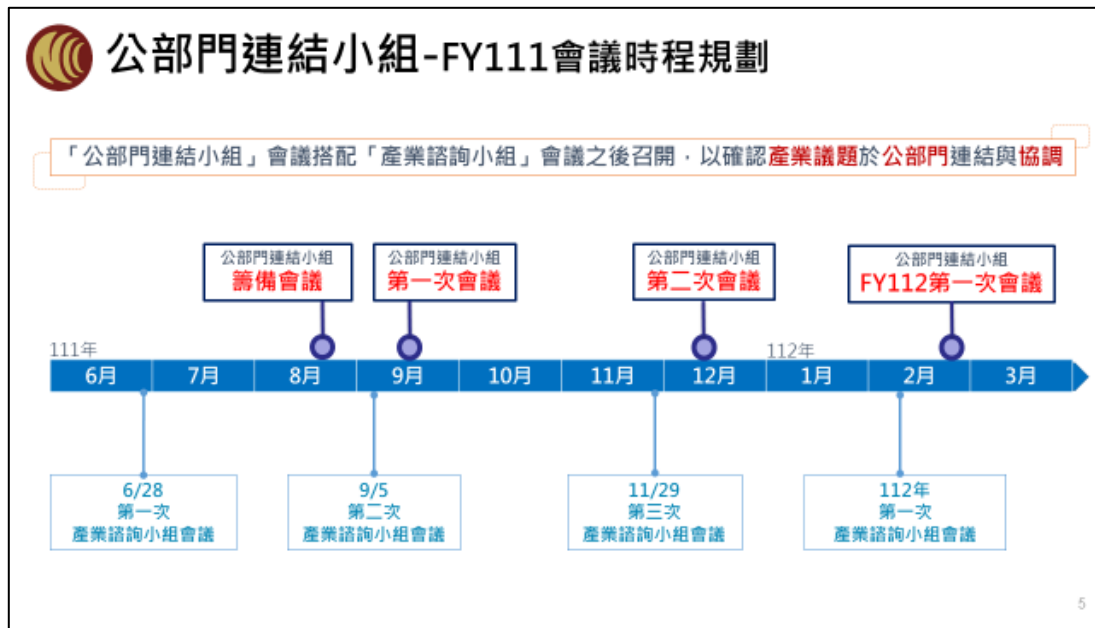 公部門連結小組-FY111會議時程規劃
「公部門連結小組」會議搭配「產業諮詢小組」會議之後召開，以確認產業議題於公部門連結與協調
公部門連結小組
籌備會議
公部門連結小組
第一次會議
公部門連結小組
第二次會議
公部門連結小組
FY112第一次會議
111年
112年
6月
7月
8月
9月
10月
11月
12月
1月
2月
3月
6/28
第一次
產業諮詢小組會議
9/5
第二次
產業諮詢小組會議
11/29
第三次
產業諮詢小組會議
112年
第一次
產業諮詢小組會議
5